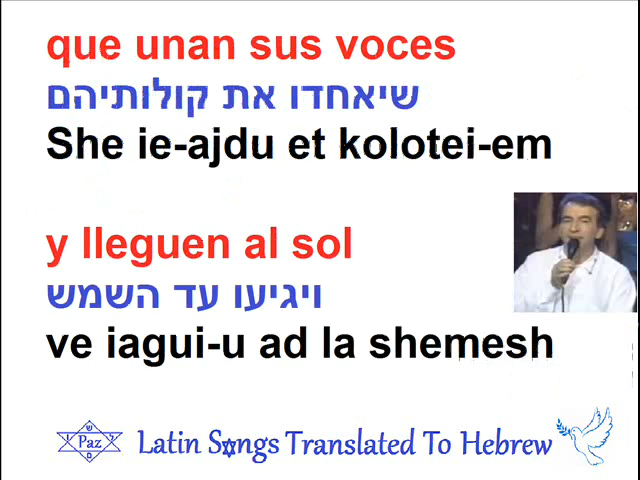 que unan sus voces
שיאחדו את קולותיהם
She ie-ajdu et kolotei-em
y lleguen al sol
ויגיעו עד השמש
ve iagui-u ad la shemesh
ש
י Paz ל
ם
Latin Songs Translated To Hebrew